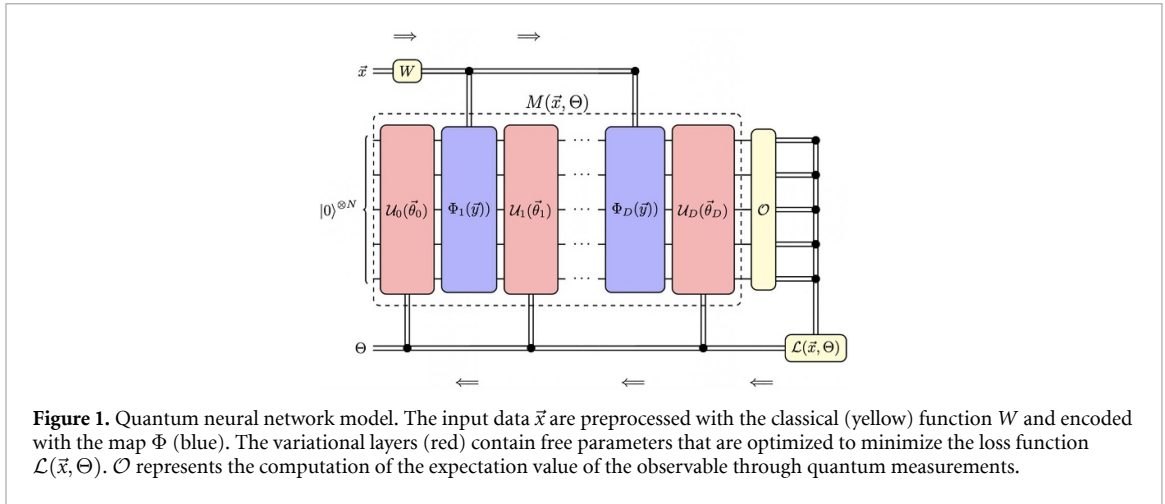 ⇒ ⇒
x⃗ W
M(x⃗, Θ)
|0⟩^{⊗N} 𝒰₀(θ⃗₀) Φ₁(y⃗)) 𝒰₁(θ⃗₁) ··· Φ_D(y⃗)) 𝒰_D(θ⃗_D) 𝒪
Θ ℒ(x⃗, Θ)
⇐ ⇐ ⇐
Figure 1. Quantum neural network model. The input data x⃗ are preprocessed with the classical (yellow) function W and encoded
with the map Φ (blue). The variational layers (red) contain free parameters that are optimized to minimize the loss function
ℒ(x⃗, Θ). 𝒪 represents the computation of the expectation value of the observable through quantum measurements.